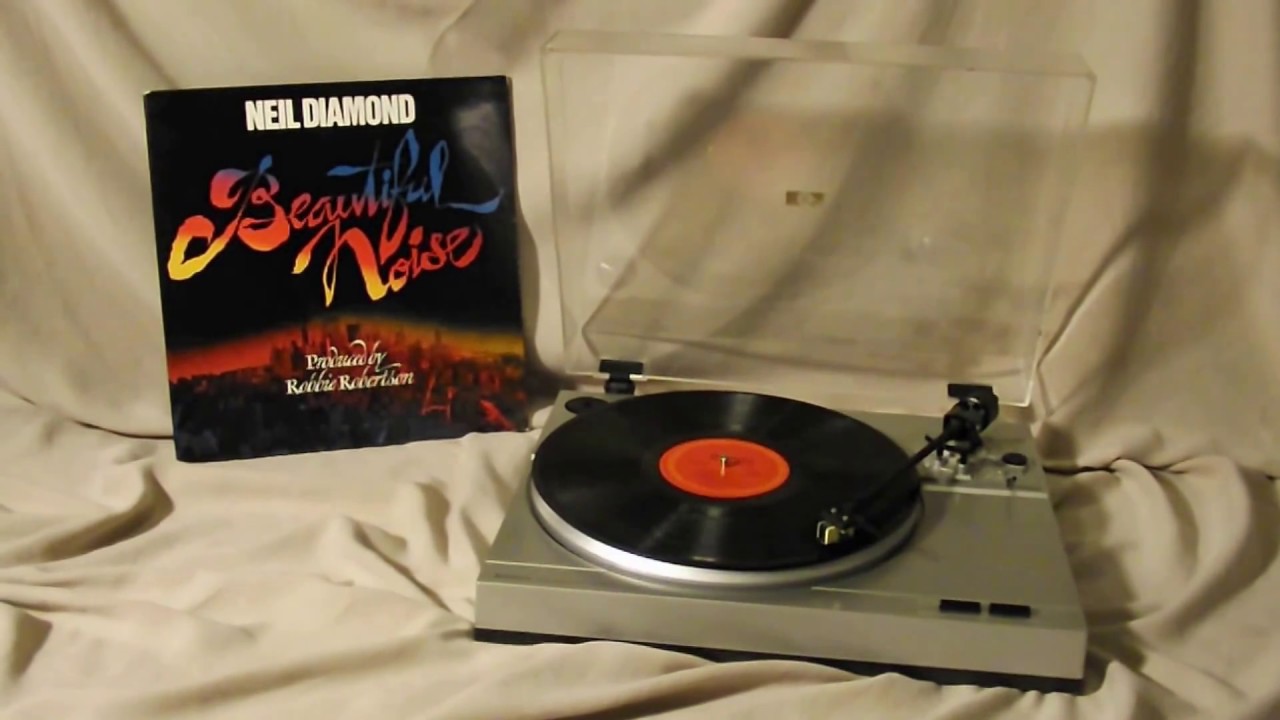 NEIL DIAMOND
Beautiful
Noise
Produced by
Robbie Robertson